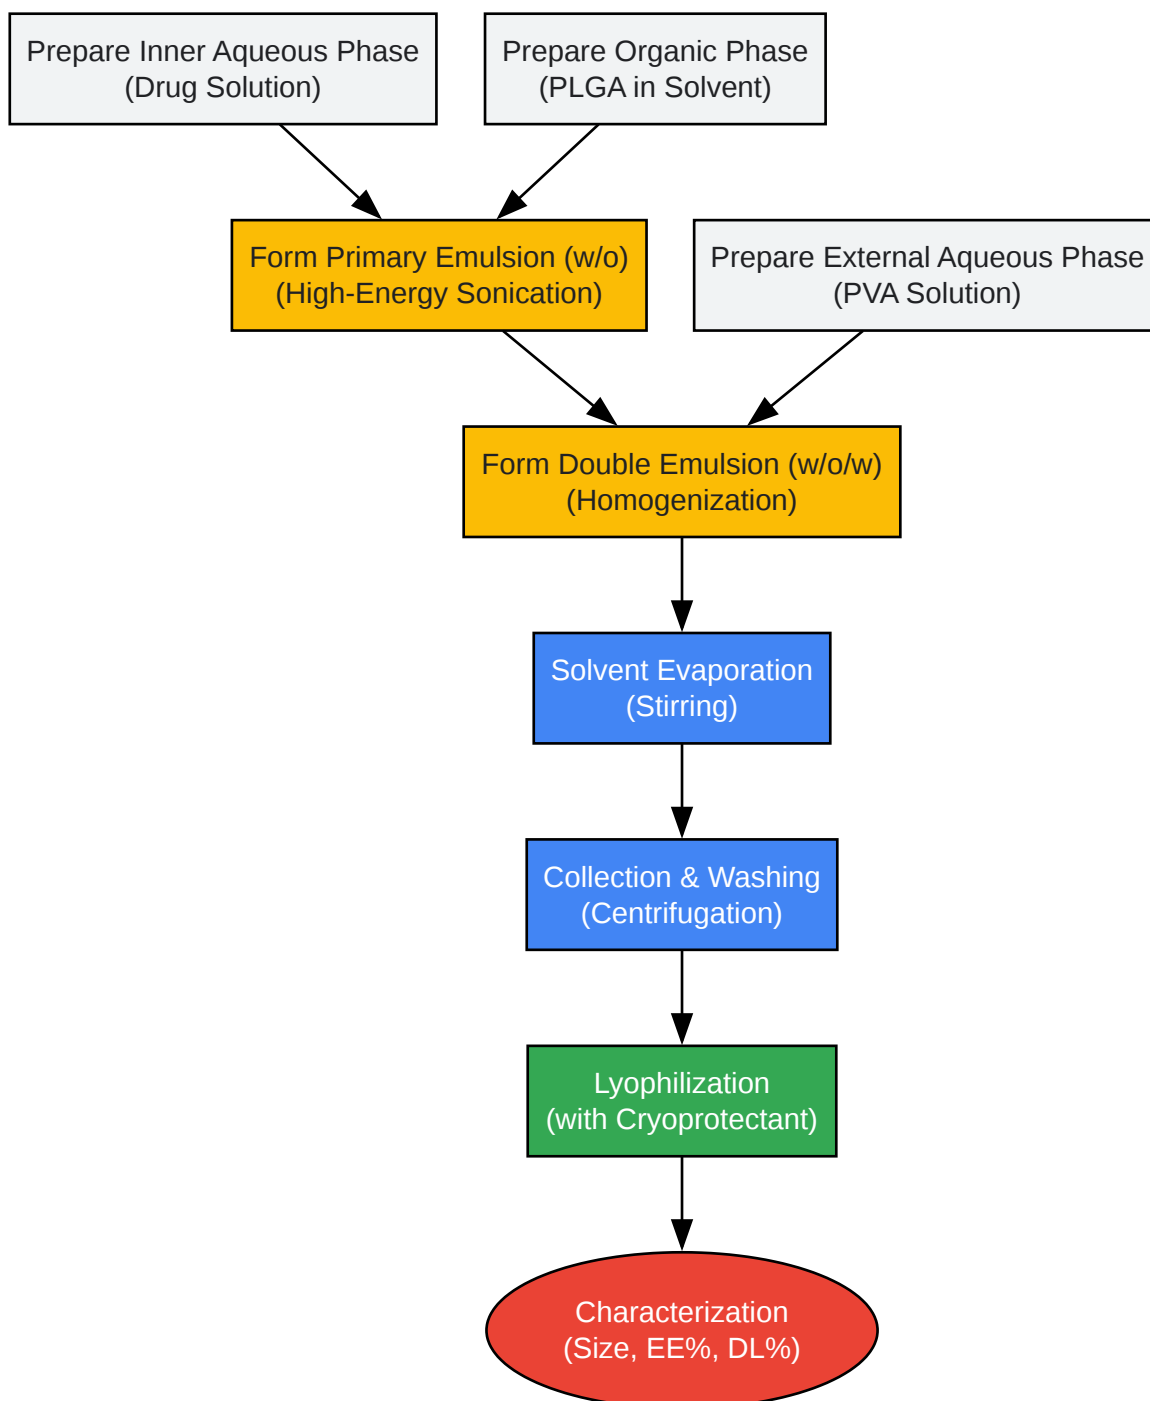 Prepare Inner Aqueous Phase
(Drug Solution)
Prepare Organic Phase
(PLGA in Solvent)
Form Primary Emulsion (w/o)
(High-Energy Sonication)
Prepare External Aqueous Phase
(PVA Solution)
Form Double Emulsion (w/o/w)
(Homogenization)
Solvent Evaporation
(Stirring)
Collection & Washing
(Centrifugation)
Lyophilization
(with Cryoprotectant)
Characterization
(Size, EE%, DL%)